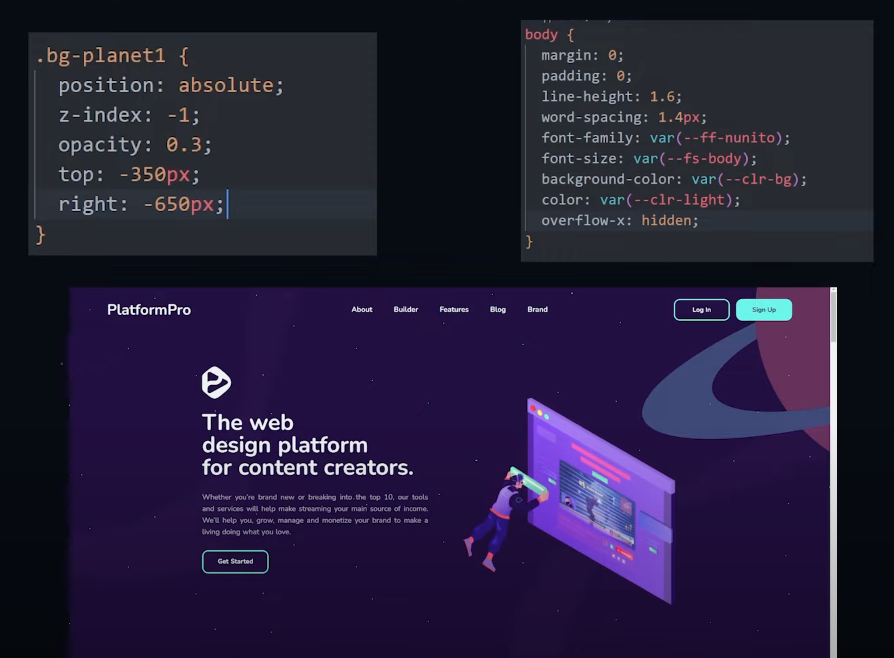 .bg-planet1 {
position: absolute;
z-index: -1;
opacity: 0.3;
top: -350px;
right: -650px;
}
body {
margin: 0;
padding: 0;
line-height: 1.6;
word-spacing: 1.4px;
font-family: var(--ff-nunito);
font-size: var(--fs-body);
background-color: var(--clr-bg);
color: var(--clr-light);
overflow-x: hidden;
}
PlatformPro
About Builder Features Blog Brand
Log In Sign Up
The web
design platform
for content creators.
Whether you're brand new or breaking into the top 10, our tools
and services will help make streaming your main source of income.
We'll help you, grow, manage and monetize your brand to make a
living doing what you love.
Get Started